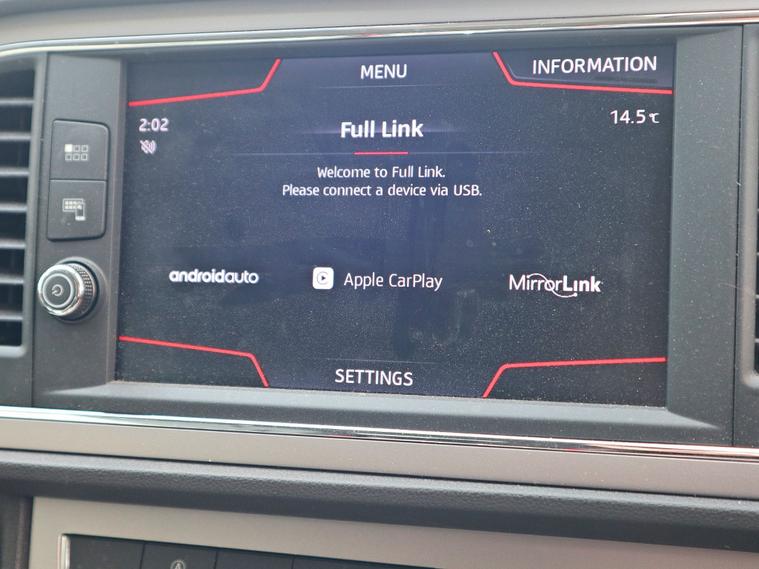 MENU
INFORMATION
2:02
14.5℃
Full Link
Welcome to Full Link.
Please connect a device via USB.
androidauto
Apple CarPlay
MirrorLink
SETTINGS
A